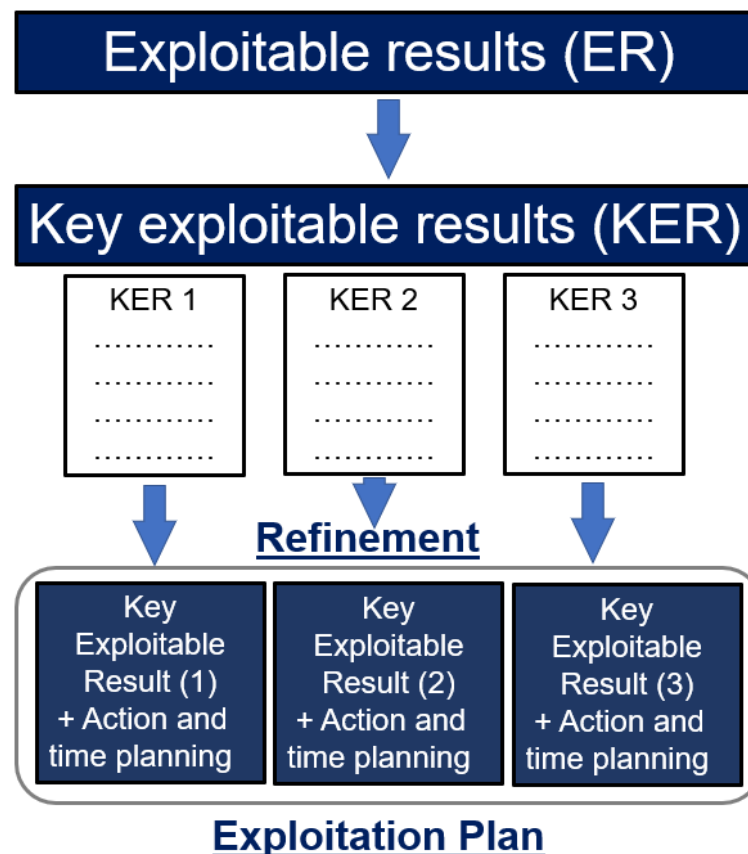 Exploitable results (ER)
Key exploitable results (KER)
KER 1
............
............
............
............
KER 2
............
............
............
............
KER 3
............
............
............
............
Refinement
Key
Exploitable
Result (1)
+ Action and
time planning
Key
Exploitable
Result (2)
+ Action and
time planning
Key
Exploitable
Result (3)
+ Action and
time planning
Exploitation Plan